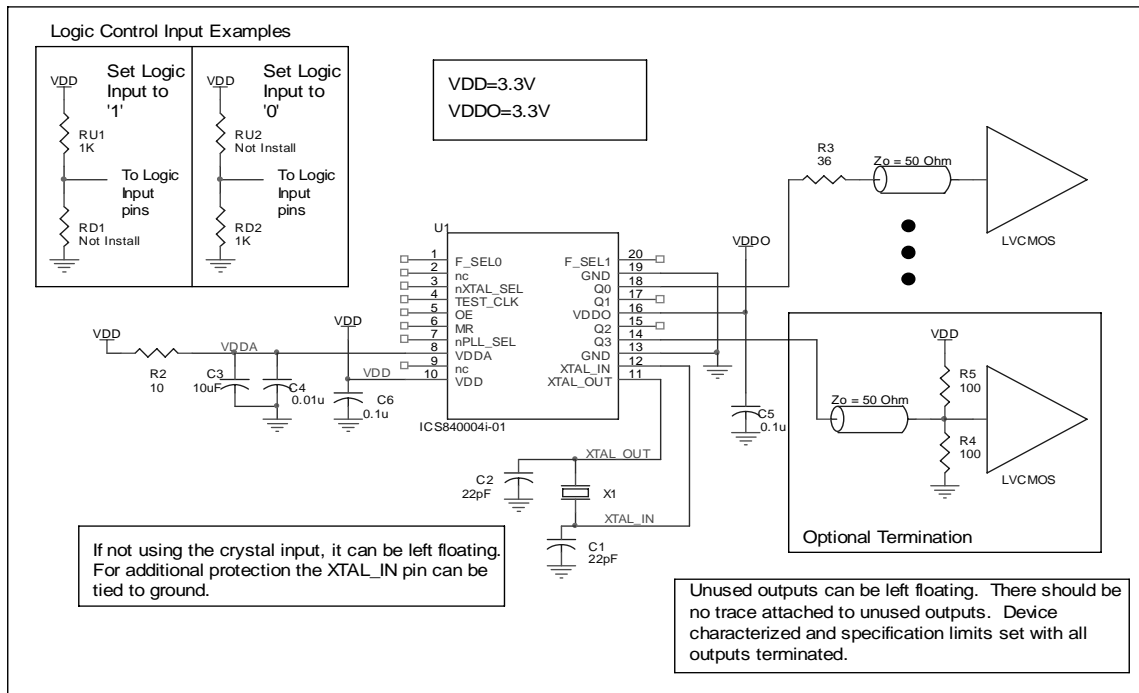 Logic Control Input Examples
VDD
Set Logic
Input to
'1'
RU1
1K
To Logic
Input
pins
RD1
Not Install
VDD
Set Logic
Input to
'0'
RU2
Not Install
To Logic
Input
pins
RD2
1K
VDD=3.3V
VDDO=3.3V
R3
36
Zo = 50 Ohm
LVCMOS
U1
1
F_SEL0
2
nc
3
nXTAL_SEL
4
TEST_CLK
5
OE
6
MR
7
nPLL_SEL
8
VDDA
9
nc
10
VDD
F_SEL1
20
GND
19
Q0
18
Q1
17
VDDO
16
Q2
15
Q3
14
GND
13
XTAL_IN
12
XTAL_OUT
11
ICS840004i-01
VDDO
C5
0.1u
VDD
R2
10
VDDA
C3
10uF
C4
0.01u
VDD
VDD
C6
0.1u
XTAL_OUT
C2
22pF
X1
XTAL_IN
C1
22pF
VDD
R5
100
Zo = 50 Ohm
R4
100
LVCMOS
Optional Termination
If not using the crystal input, it can be left floating.
For additional protection the XTAL_IN pin can be
tied to ground.
Unused outputs can be left floating. There should be
no trace attached to unused outputs. Device
characterized and specification limits set with all
outputs terminated.